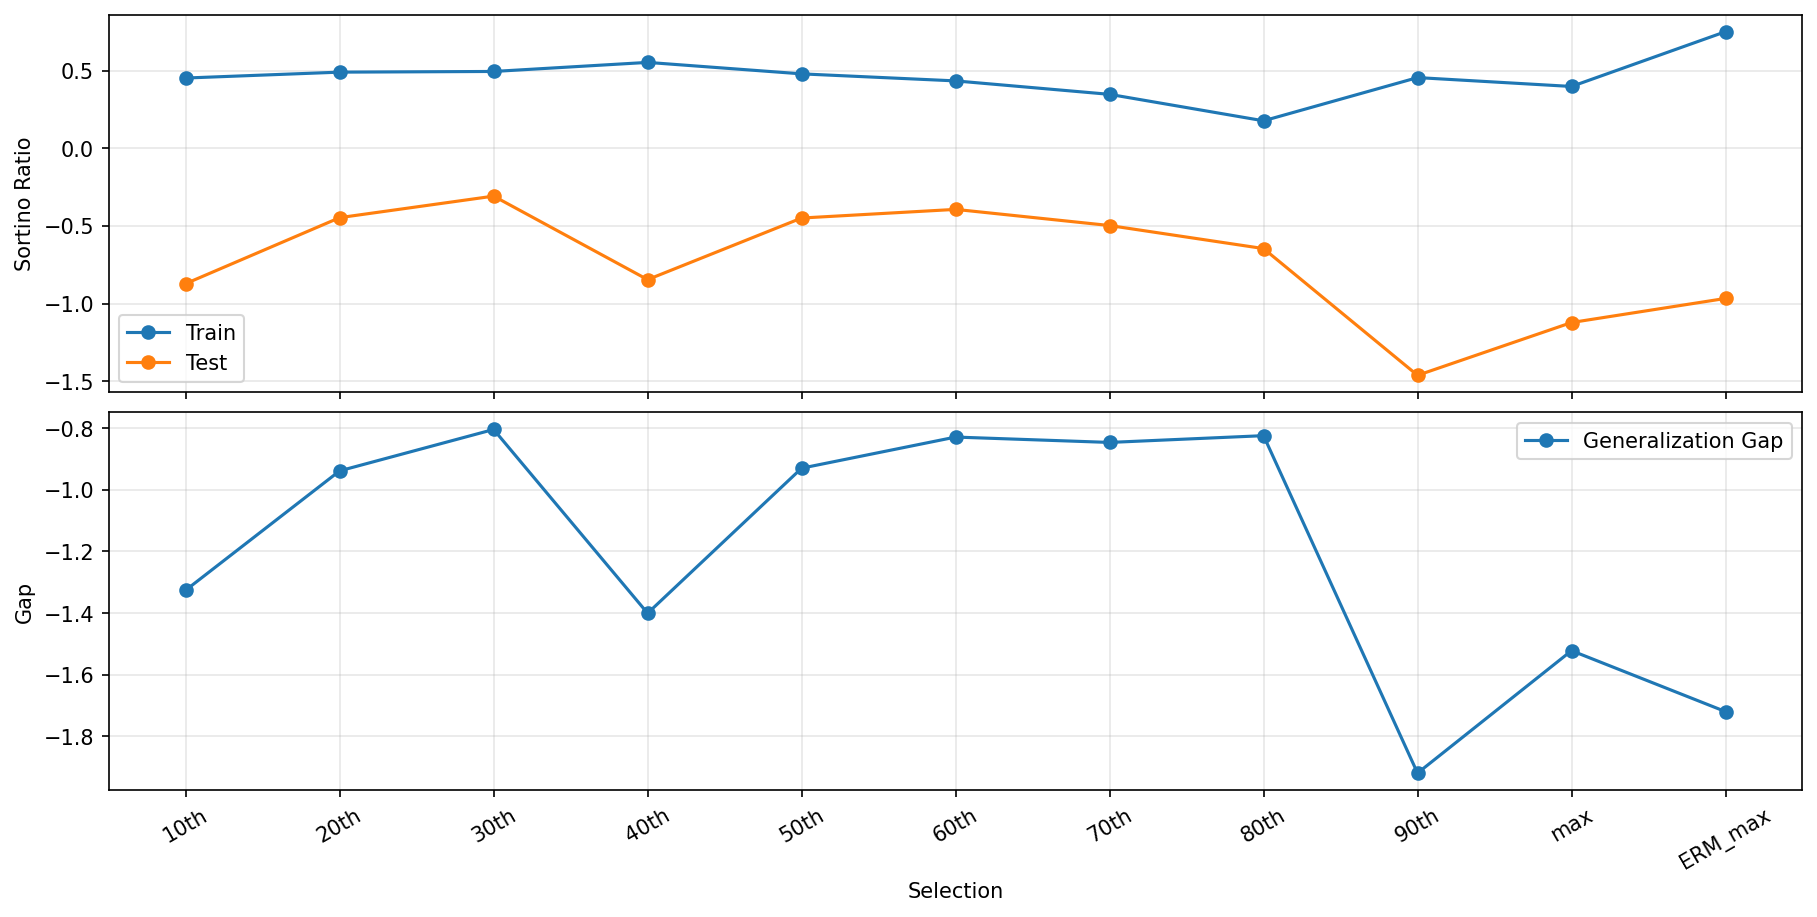 0.5
0.0
−0.5
−1.0
−1.5
Sortino Ratio
Train
Test
−0.8
−1.0
−1.2
−1.4
−1.6
−1.8
Gap
Generalization Gap
10th 20th 30th 40th 50th 60th 70th 80th 90th max ERM_max
Selection